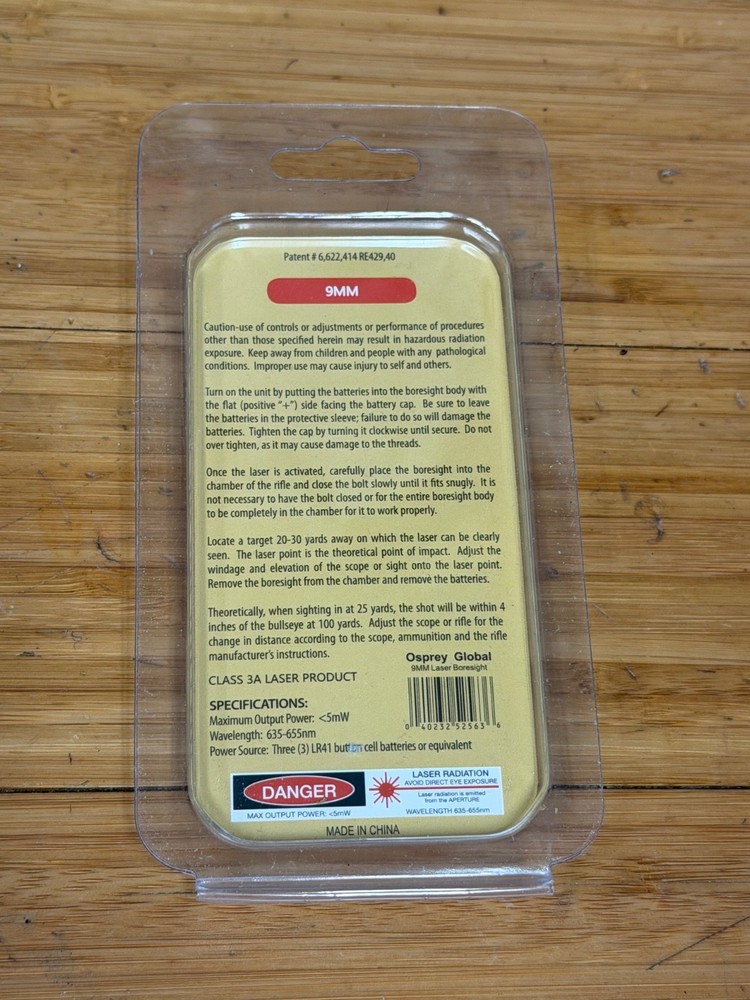 Patent # 6,622,414 RE429,40
9MM
Caution-use of controls or adjustments or performance of procedures
other than those specified herein may result in hazardous radiation
exposure. Keep away from children and people with any pathological
conditions. Improper use may cause injury to self and others.
Turn on the unit by putting the batteries into the boresight body with
the flat (positive "+") side facing the battery cap. Be sure to leave
the batteries in the protective sleeve; failure to do so will damage the
batteries. Tighten the cap by turning it clockwise until secure. Do not
over tighten, as it may cause damage to the threads.
Once the laser is activated, carefully place the boresight into the
chamber of the rifle and close the bolt slowly until it fits snugly. It is
not necessary to have the bolt closed or for the entire boresight body
to be completely in the chamber for it to work properly.
Locate a target 20-30 yards away on which the laser can be clearly
seen. The laser point is the theoretical point of impact. Adjust the
windage and elevation of the scope or sight onto the laser point.
Remove the boresight from the chamber and remove the batteries.
Theoretically, when sighting in at 25 yards, the shot will be within 4
inches of the bullseye at 100 yards. Adjust the scope or rifle for the
change in distance according to the scope, ammunition and the rifle
manufacturer's instructions.
Osprey Global
9MM Laser Boresight
0 40232 52563 6
CLASS 3A LASER PRODUCT
SPECIFICATIONS:
Maximum Output Power: <5mW
Wavelength: 635-655nm
Power Source: Three (3) LR41 button cell batteries or equivalent
DANGER
MAX OUTPUT POWER: <5mW
LASER RADIATION
AVOID DIRECT EYE EXPOSURE
Laser radiation is emitted
from the APERTURE
WAVELENGTH 635-655nm
MADE IN CHINA